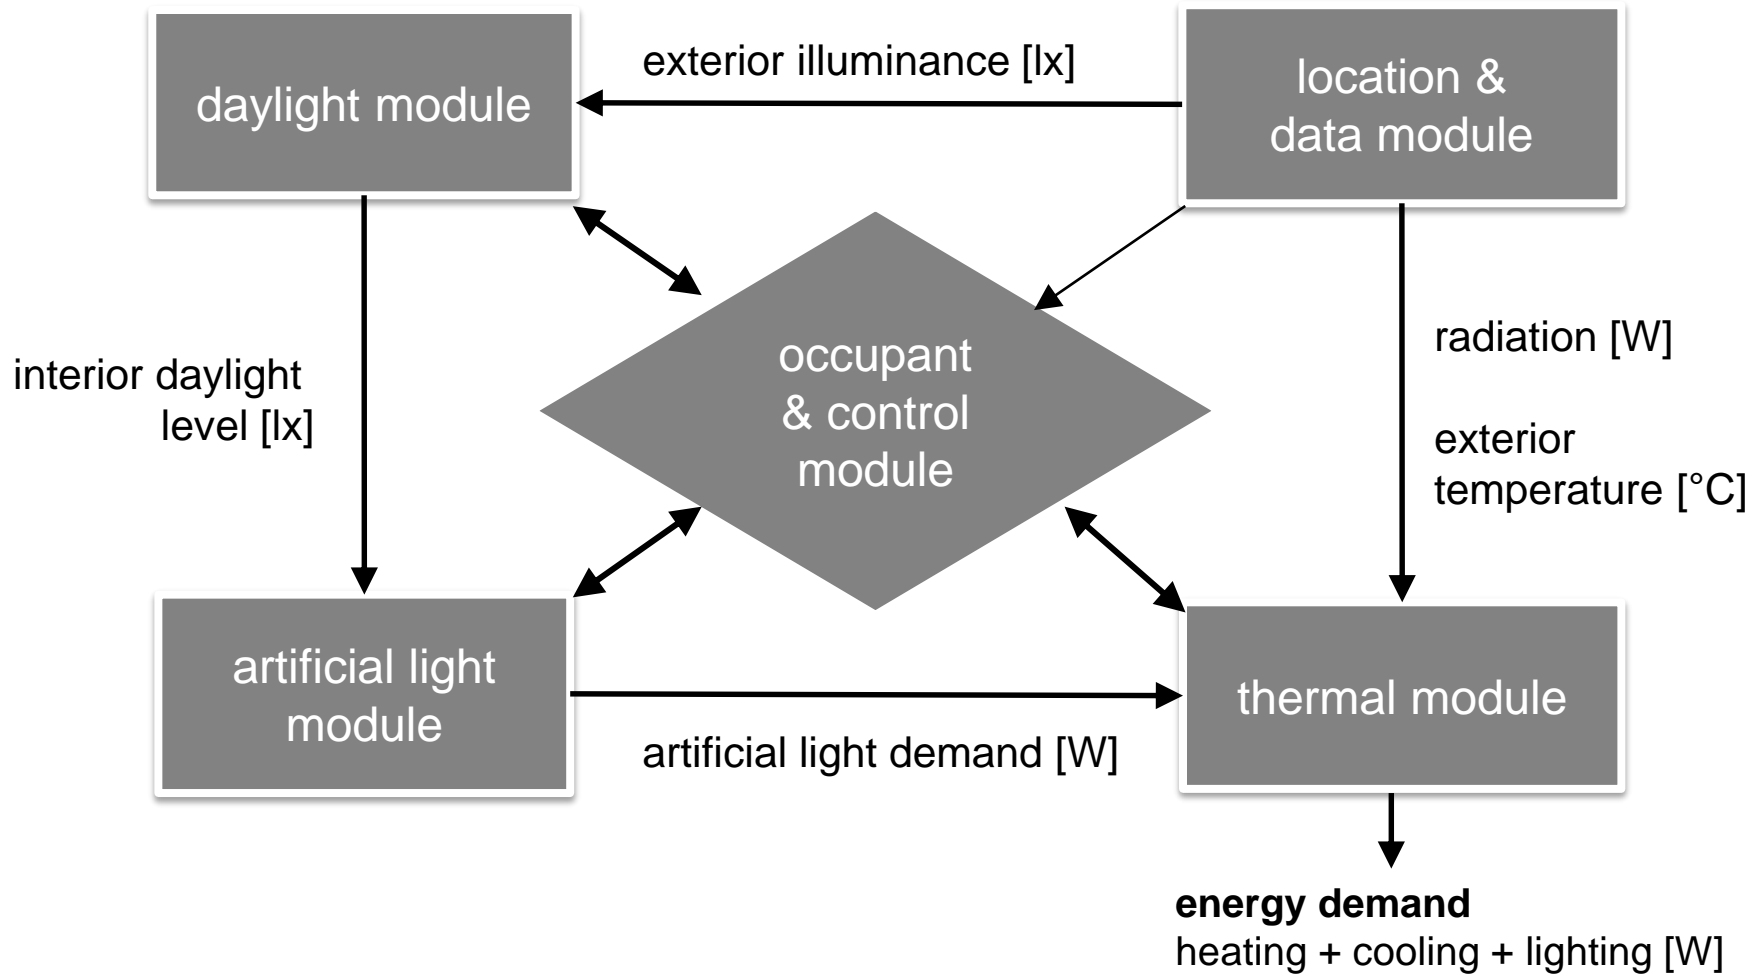 exterior illuminance [lx]
daylight module
location &
data module
interior daylight
level [lx]
occupant
& control
module
radiation [W]
exterior
temperature [°C]
artificial light
module
thermal module
artificial light demand [W]
energy demand
heating + cooling + lighting [W]